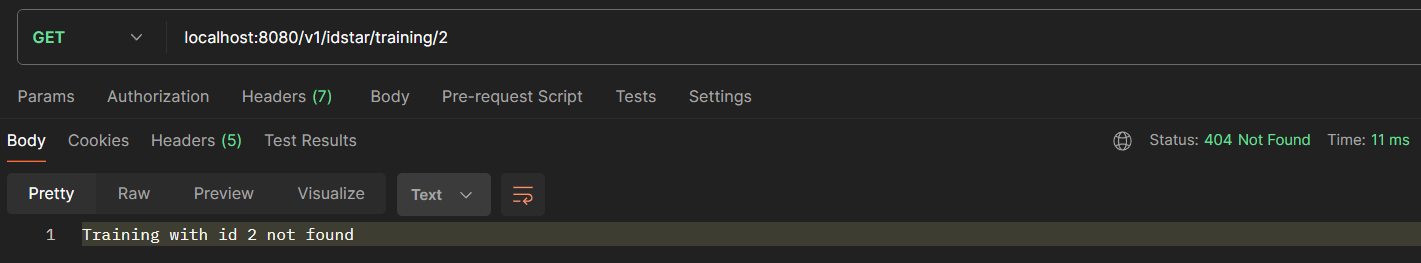 GET localhost:8080/v1/idstar/training/2
Params Authorization Headers (7) Body Pre-request Script Tests Settings
Body Cookies Headers (5) Test Results Status: 404 Not Found Time: 11 ms
Pretty Raw Preview Visualize Text
1 Training with id 2 not found